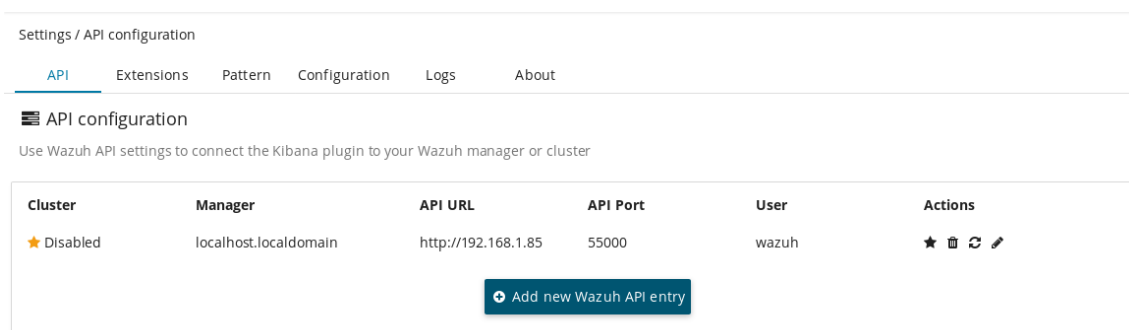 Settings / API configuration
API Extensions Pattern Configuration Logs About
API configuration
Use Wazuh API settings to connect the Kibana plugin to your Wazuh manager or cluster
Cluster Manager API URL API Port User Actions
Disabled localhost.localdomain http://192.168.1.85 55000 wazuh
Add new Wazuh API entry